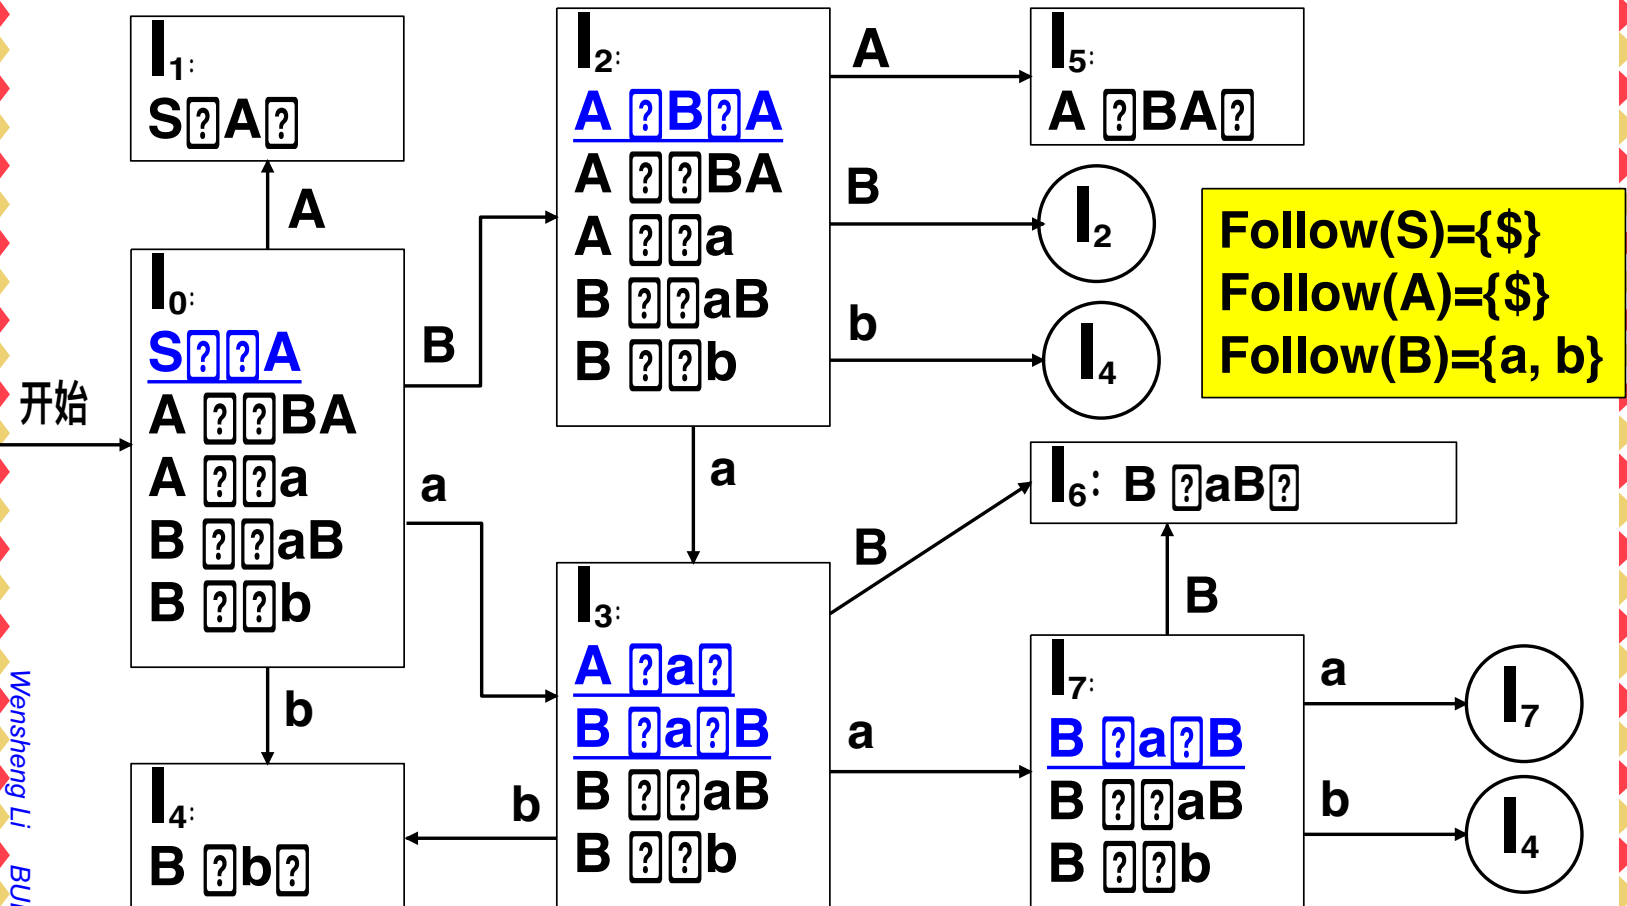 I1:
S⍰A⍰
A
I0:
S⍰⍰A
A ⍰⍰BA
A ⍰⍰a
B ⍰⍰aB
B ⍰⍰b
开始
B
a
b
I4:
B ⍰b⍰
I2:
A ⍰B⍰A
A ⍰⍰BA
A ⍰⍰a
B ⍰⍰aB
B ⍰⍰b
A
I5:
A ⍰BA⍰
B
I2
b
I4
Follow(S)={$}
Follow(A)={$}
Follow(B)={a, b}
a
I3:
A ⍰a⍰
B ⍰a⍰B
B ⍰⍰aB
B ⍰⍰b
b
B
I6: B ⍰aB⍰
B
a
I7:
B ⍰a⍰B
B ⍰⍰aB
B ⍰⍰b
a
I7
b
I4
Wensheng Li